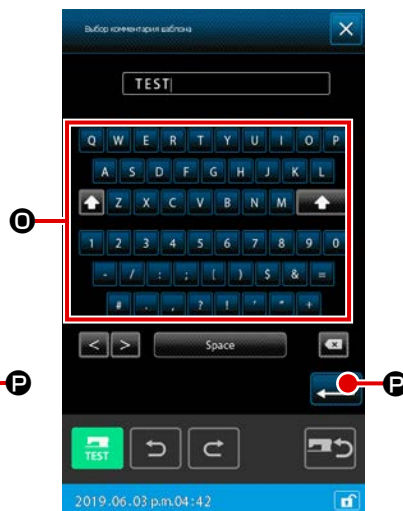 Выбор комментария шаблона
TEST
Q W E R T Y U I O P
A S D F G H J K L
Z X C V B N M
O
1 2 3 4 5 6 7 8 9 0
- / : ; ( ) $ & =
# . , ? ! ' " +
< > Space
P P
TEST
2019.06.03 p.m.04:42